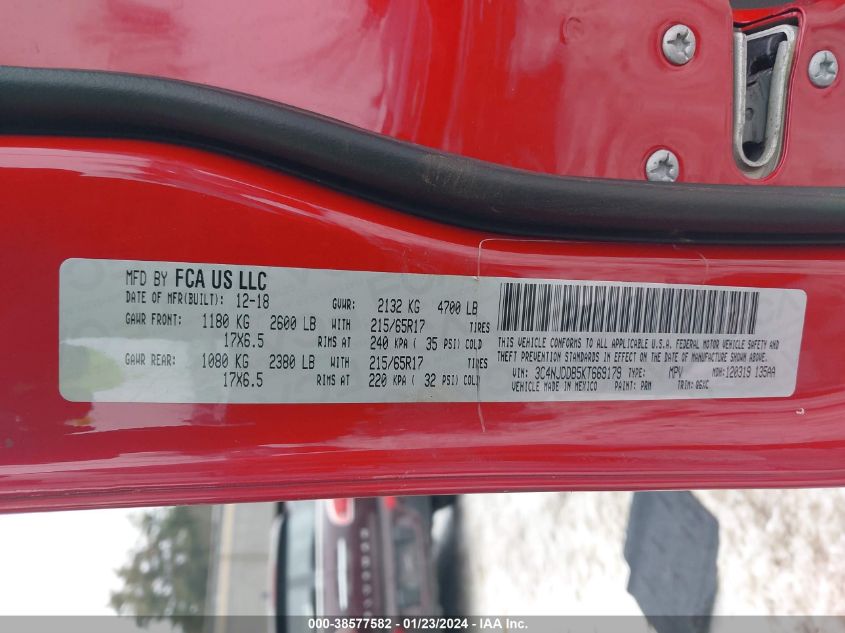 MFD BY FCA US LLC
DATE OF MFR(BUILT): 12-18 GVWR: 2132 KG 4700 LB
GAWR FRONT: 1180 KG 2600 LB WITH 215/65R17 TIRES
17X6.5 RIMS AT 240 KPA ( 35 PSI) COLD
GAWR REAR: 1080 KG 2380 LB WITH 215/65R17 TIRES
17X6.5 RIMS AT 220 KPA ( 32 PSI) COLD
THIS VEHICLE CONFORMS TO ALL APPLICABLE U.S.A. FEDERAL MOTOR VEHICLE SAFETY AND
THEFT PREVENTION STANDARDS IN EFFECT ON THE DATE OF MANUFACTURE SHOWN ABOVE.
VIN: 3C4NJDDB5KT669179 TYPE: MPV MDH:120319 135AA
VEHICLE MADE IN MEXICO PAINT: PRM TRIM: Q6XC
000-38577582 - 01/23/2024 - IAA Inc.